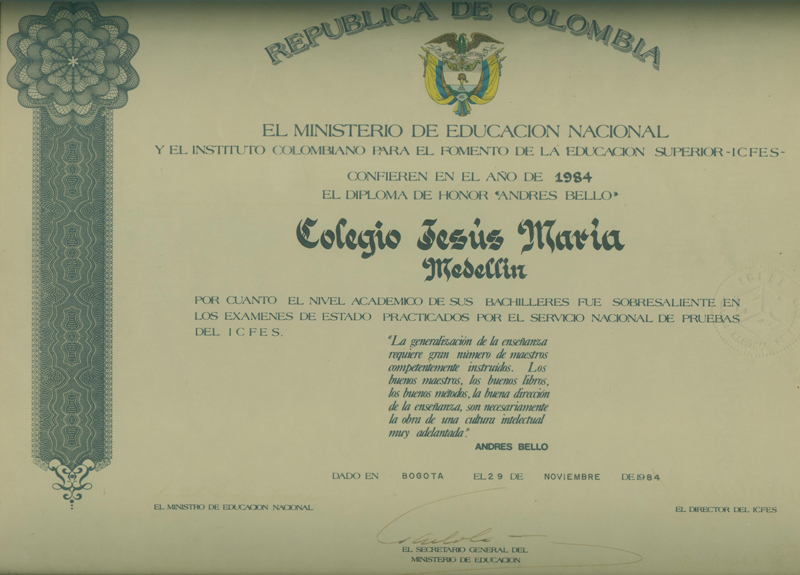 REPUBLICA DE COLOMBIA
EL MINISTERIO DE EDUCACION NACIONAL
Y EL INSTITUTO COLOMBIANO PARA EL FOMENTO DE LA EDUCACION SUPERIOR -ICFES-
CONFIEREN EN EL AÑO DE 1984
EL DIPLOMA DE HONOR "ANDRES BELLO"
Colegio Jesús María
Medellin
POR CUANTO EL NIVEL ACADEMICO DE SUS BACHILLERES FUE SOBRESALIENTE EN
LOS EXAMENES DE ESTADO PRACTICADOS POR EL SERVICIO NACIONAL DE PRUEBAS
DEL ICFES.
"La generalización de la enseñanza
requiere gran número de maestros
competentemente instruidos. Los
buenos maestros, los buenos libros,
los buenos métodos, la buena dirección
de la enseñanza, son necesariamente
la obra de una cultura intelectual
muy adelantada."
ANDRES BELLO
DADO EN BOGOTA EL 29 DE NOVIEMBRE DE 1984
EL MINISTRO DE EDUCACION NACIONAL
EL DIRECTOR DEL ICFES
EL SECRETARIO GENERAL DEL
MINISTERIO DE EDUCACION